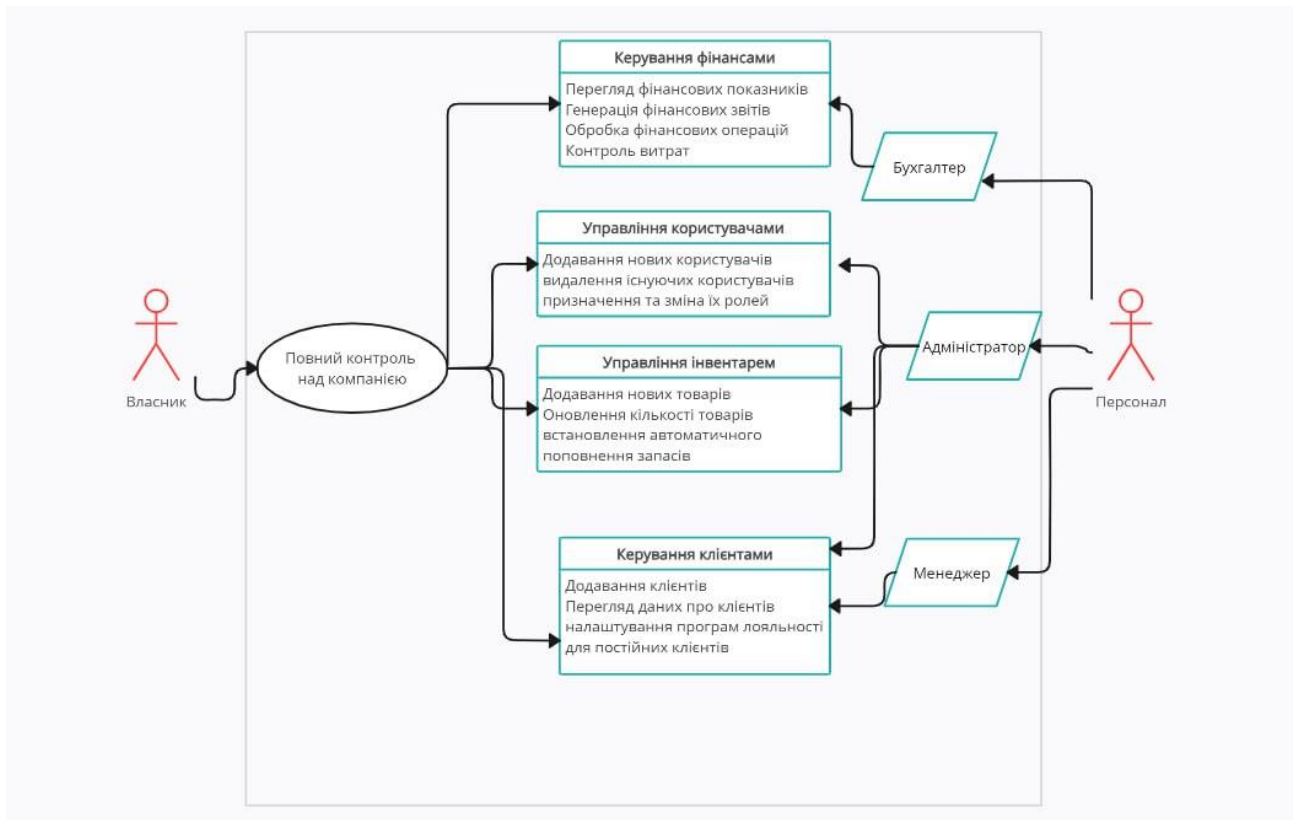 Керування фінансами
Перегляд фінансових показників
Генерація фінансових звітів
Обробка фінансових операцій
Контроль витрат
Бухгалтер
Управління користувачами
Додавання нових користувачів
видалення існуючих користувачів
призначення та зміна їх ролей
Власник
Повний контроль
над компанією
Управління інвентарем
Додавання нових товарів
Оновлення кількості товарів
встановлення автоматичного
поповнення запасів
Адміністратор
Персонал
Керування клієнтами
Додавання клієнтів
Перегляд даних про клієнтів
налаштування програм лояльності
для постійних клієнтів
Менеджер